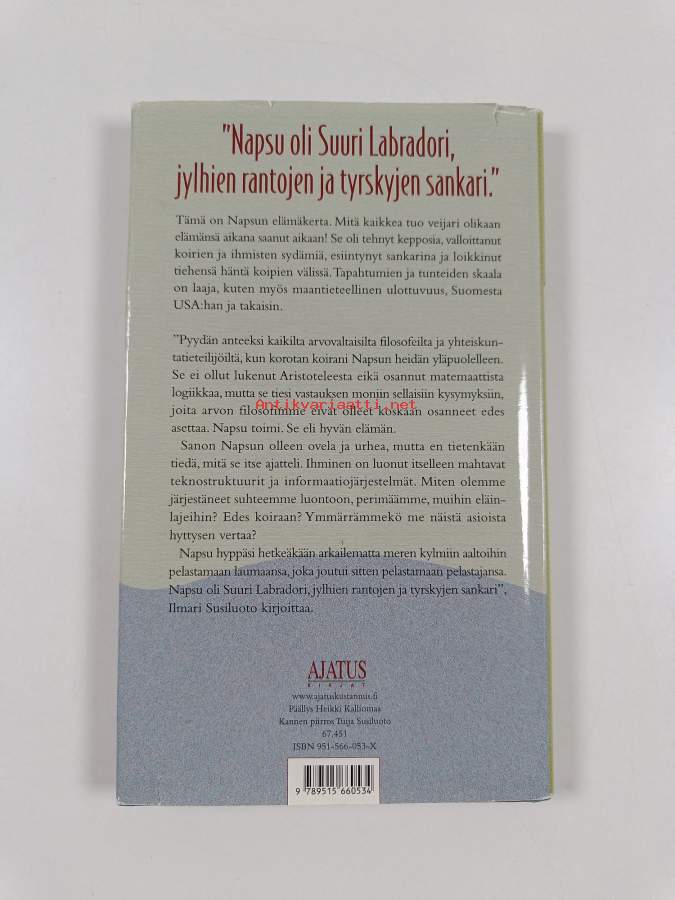 "Napsu oli Suuri Labradori,
jylhien rantojen ja tyrskyjen sankari."
Tämä on Napsun elämäkerta. Mitä kaikkea tuo veijari olikaan
elämänsä aikana saanut aikaan! Se oli tehnyt kepposia, valloittanut
koirien ja ihmisten sydämiä, esiintynyt sankarina ja loikkinut
tiehensä häntä koipien välissä. Tapahtumien ja tunteiden skaala
on laaja, kuten myös maantieteellinen ulottuvuus, Suomesta
USA:han ja takaisin.
"Pyydän anteeksi kaikilta arvovaltaisilta filosofeilta ja yhteiskun-
tatieteilijöiltä, kun korotan koirani Napsun heidän yläpuolelleen.
Se ei ollut lukenut Aristoteleesta eikä osannut matemaattista
logiikkaa, mutta se tiesi vastauksen moniin sellaisiin kysymyksiin,
Antikvariaatti.net
joita arvon filosofimme eivät olleet koskaan osanneet edes
asettaa. Napsu toimi. Se eli hyvän elämän.
Sanon Napsun olleen ovela ja urhea, mutta en tietenkään
tiedä, mitä se itse ajatteli. Ihminen on luonut itselleen mahtavat
teknostruktuurit ja informaatiojärjestelmät. Miten olemme
järjestäneet suhteemme luontoon, perimäämme, muihin eläin-
lajeihin? Edes koiraan? Ymmärrämmekö me näistä asioista
hyttysen vertaa?
Napsu hyppäsi hetkeäkään arkailematta meren kylmiin aaltoihin
pelastamaan laumaansa, joka joutui sitten pelastamaan pelastajansa.
Napsu oli Suuri Labradori, jylhien rantojen ja tyrskyjen sankari",
Ilmari Susiluoto kirjoittaa.
AJATUS
KIRJAT
www.ajatuskustannus.fi
Päällys Heikki Kalliomaa
Kannen piirros Tuija Susiluoto
67.451
ISBN 951-566-053-X
9 789515 660534